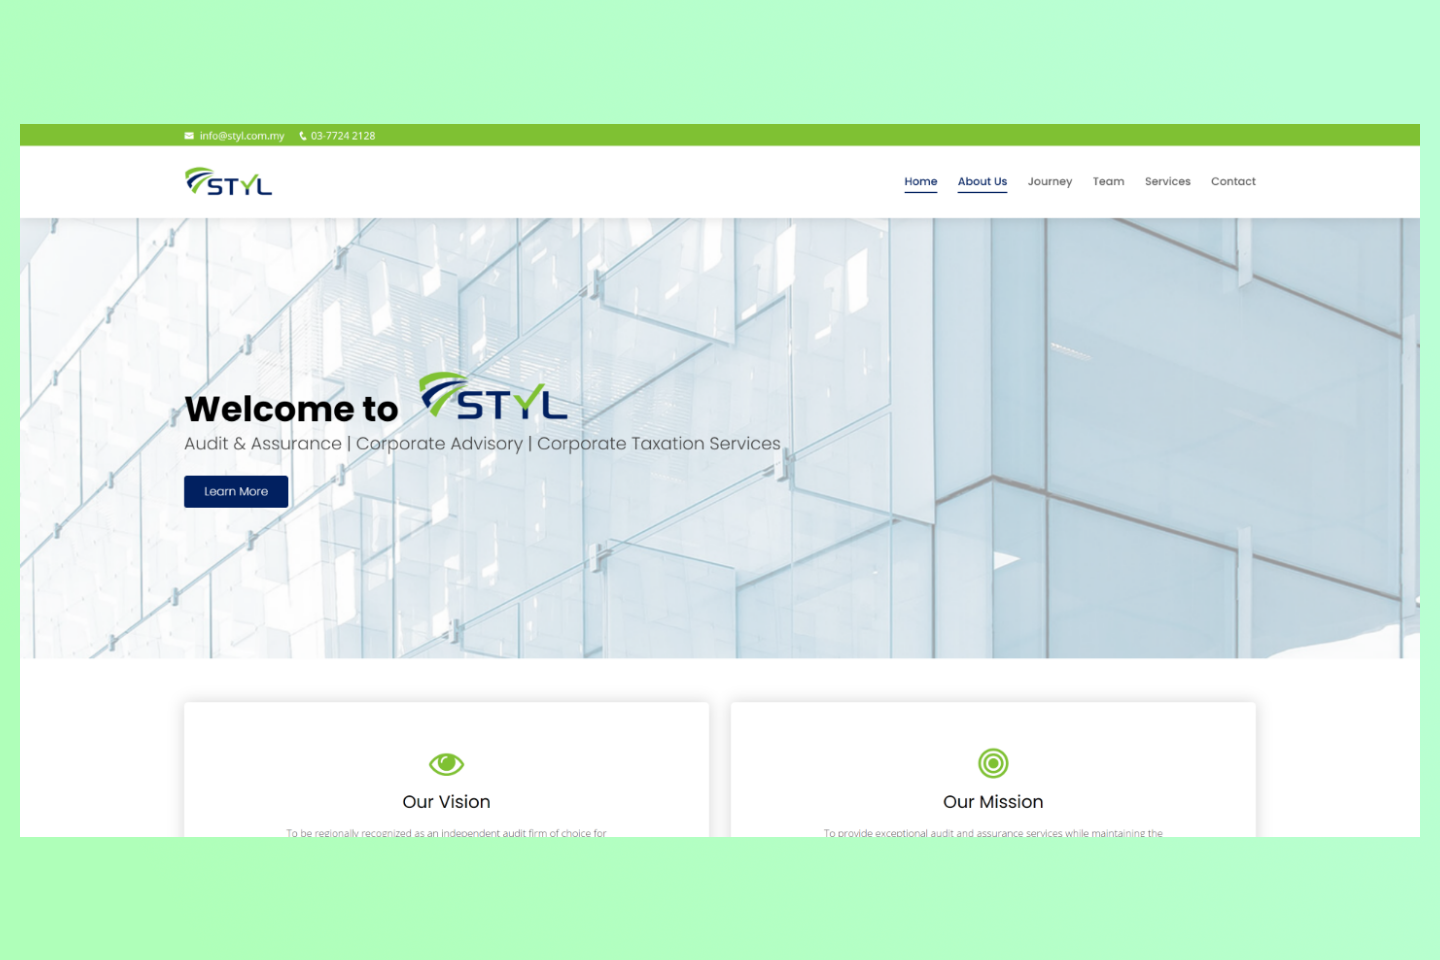 info@styl.com.my 03-7724 2128
STYL
Home About Us Journey Team Services Contact
Welcome to STYL
Audit & Assurance | Corporate Advisory | Corporate Taxation Services
Learn More
Our Vision
To be regionally recognized as an independent audit firm of choice for
Our Mission
To provide exceptional audit and assurance services while maintaining the